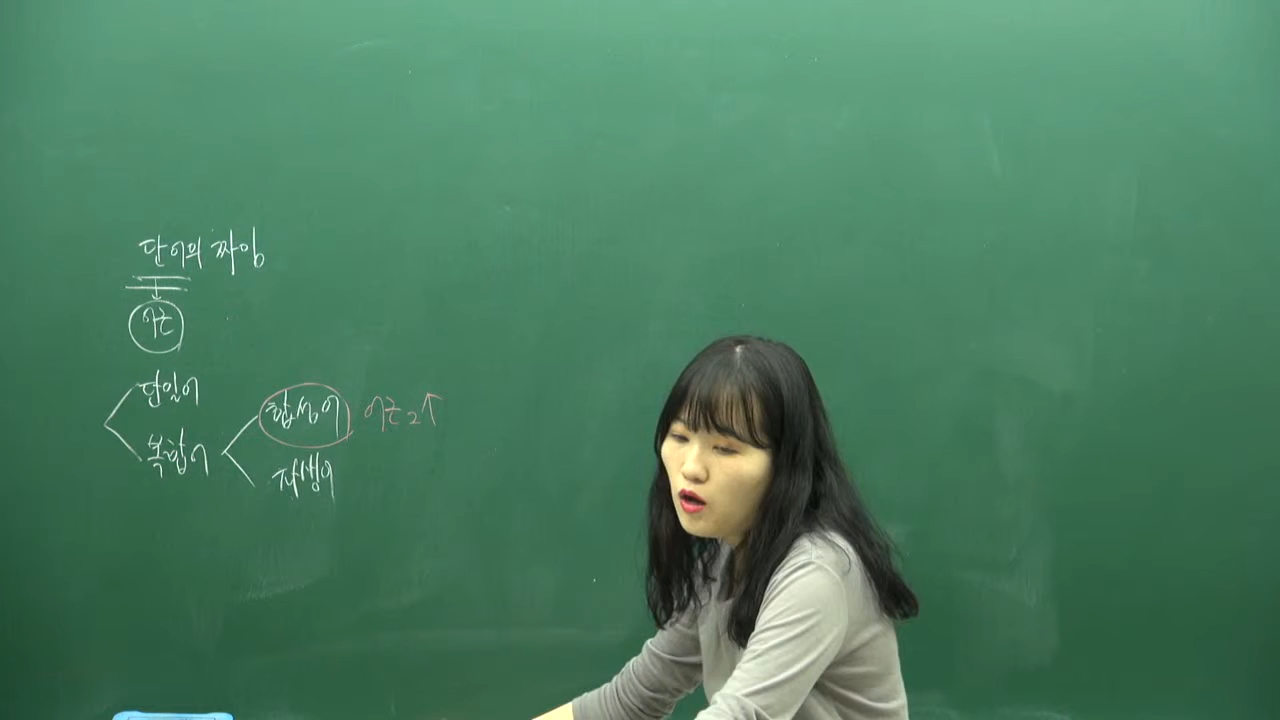 단어의 짜임
어근
단일어
합성어 어근 2↑
복합어
파생어